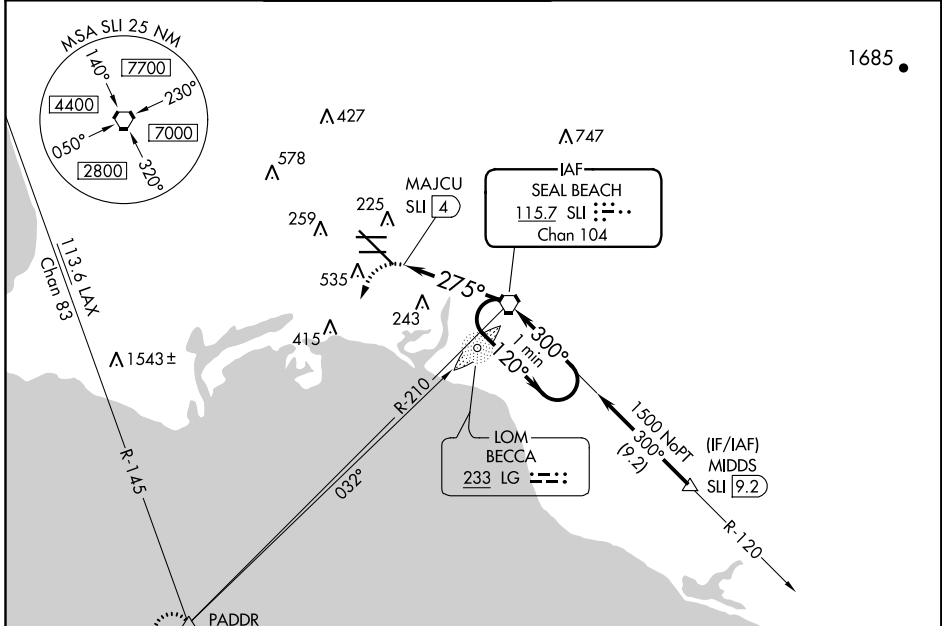 MSA SLI 25 NM
140°
7700
230°
4400
7000
050°
2800
320°
1685
427
747
578
259
225
535
243
415
1543±
MAJCU
SLI 4
IAF
SEAL BEACH
115.7 SLI
Chan 104
113.6 LAX
Chan 83
275°
300°
1 min
120°
R-210
032°
R-145
LOM
BECCA
233 LG
1500 NoPT
300°
(9.2)
(IF/IAF)
MIDDS
SLI 9.2
R-120
PADDR